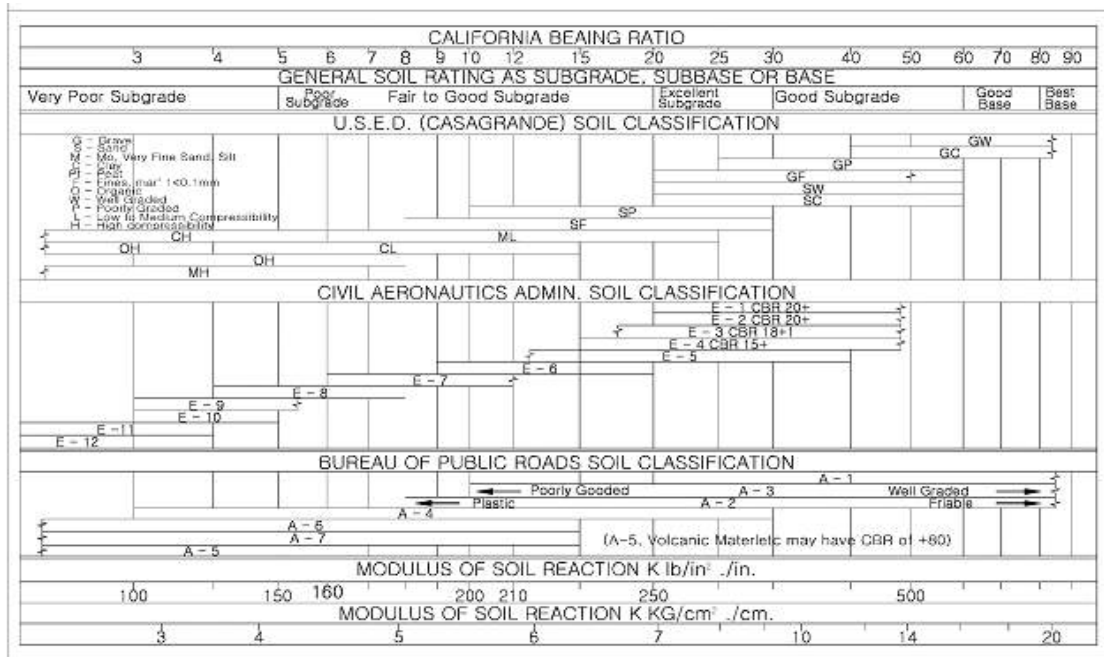 CALIFORNIA BEAING RATIO
3 4 5 6 7 8 9 10 12 15 20 25 30 40 50 60 70 80 90
GENERAL SOIL RATING AS SUBGRADE, SUBBASE OR BASE
Very Poor Subgrade
Poor Subgrade
Fair to Good Subgrade
Excellent Subgrade
Good Subgrade
Good Base
Best Base
U.S.E.D. (CASAGRANDE) SOIL CLASSIFICATION
G - Grave
S - Sand
M - Mo, Very Fine Sand, Silt
C - Clay
Pt - Peat
F - Fines, mar' 1<0.1mm
O - Organic
W - Well Graded
P - Poorly Graded
L - Low to Medium Compressibility
H - High compressibility
GW
GC
GP
GF
SW
SC
SP
SF
CH ML
OH CL
OH
MH
CIVIL AERONAUTICS ADMIN. SOIL CLASSIFICATION
E - 1 CBR 20+
E - 2 CBR 20+
E - 3 CBR 18+!
E - 4 CBR 15+
E - 5
E - 6
E - 7
E - 8
E - 9
E - 10
E -11
E - 12
BUREAU OF PUBLIC ROADS SOIL CLASSIFICATION
A - 1
Poorly Gooded A - 3 Well Graded
Plastic A - 2 Friable
A - 4
A - 6
A - 7 (A-5. Volcanic Materletc may have CBR of +80)
A - 5
MODULUS OF SOIL REACTION K lb/in² ./in.
100 150 160 200 210 250 500
MODULUS OF SOIL REACTION K KG/cm² ./cm.
3 4 5 6 7 10 14 20